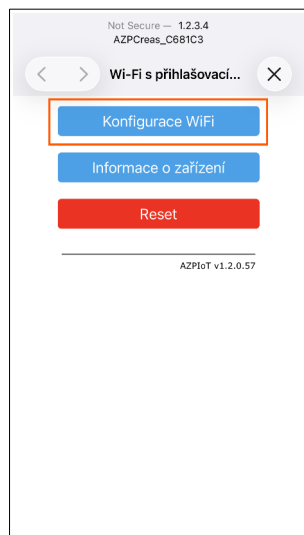 Not Secure — 1.2.3.4
AZPCreas_C681C3
Wi-Fi s přihlašovací...
Konfigurace WiFi
Informace o zařízení
Reset
AZPIoT v1.2.0.57